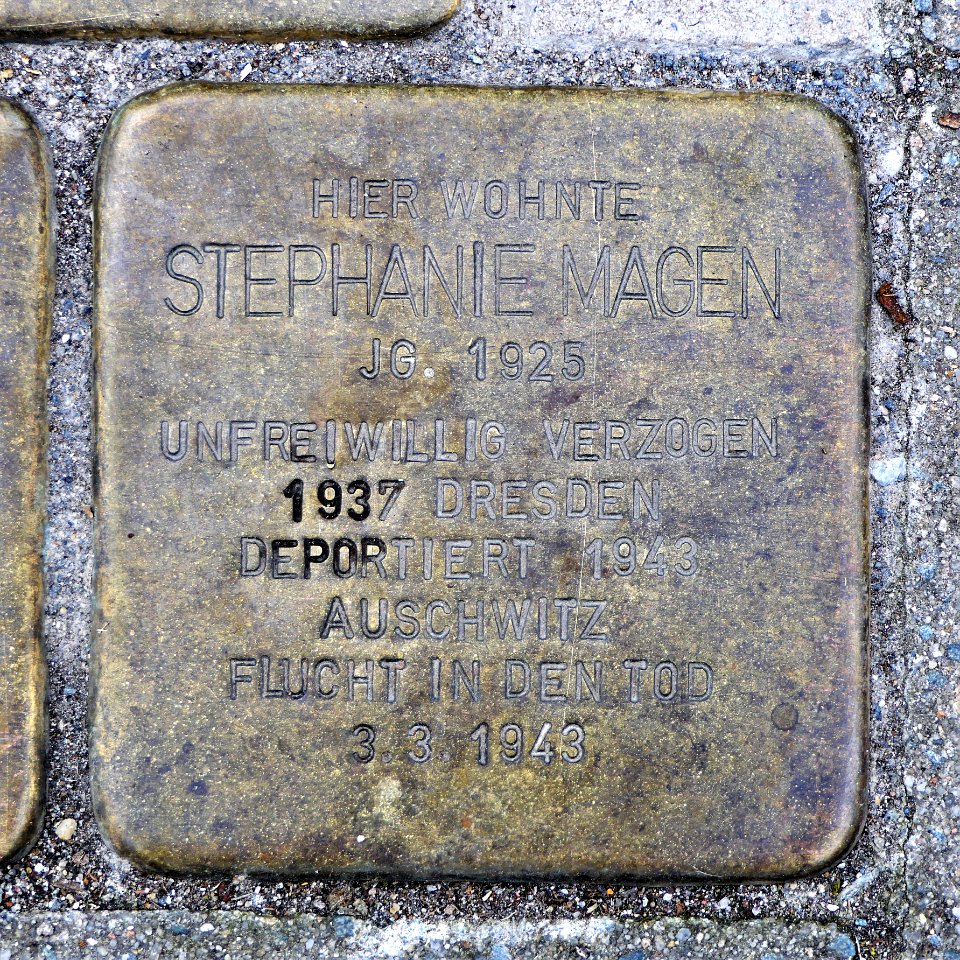 HIER WOHNTE
STEPHANIE MAGEN
JG. 1925
UNFREIWILLIG VERZOGEN
1937 DRESDEN
DEPORTIERT 1943
AUSCHWITZ
FLUCHT IN DEN TOD
3.3.1943